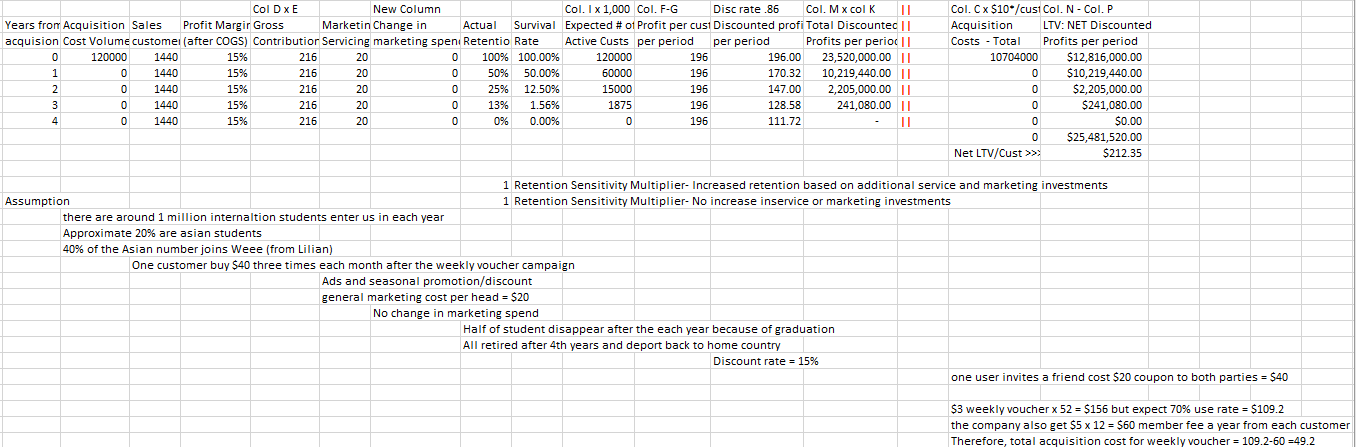 Col D x E New Column Col. I x 1,000 Col. F-G Disc rate .86 Col. M x col K || Col. C x $10*/cust Col. N - Col. P
Years from Acquisition Sales Profit Margin Gross Marketin Change in Actual Survival Expected # of Profit per cust Discounted profi Total Discounted || Acquisition LTV: NET Discounted
acquision Cost Volume customer (after COGS) Contribution Servicing marketing spend Retentio Rate Active Custs per period per period Profits per period || Costs - Total Profits per period
0 120000 1440 15% 216 20 0 100% 100.00% 120000 196 196.00 23,520,000.00 || 10704000 $12,816,000.00
1 0 1440 15% 216 20 0 50% 50.00% 60000 196 170.32 10,219,440.00 || 0 $10,219,440.00
2 0 1440 15% 216 20 0 25% 12.50% 15000 196 147.00 2,205,000.00 || 0 $2,205,000.00
3 0 1440 15% 216 20 0 13% 1.56% 1875 196 128.58 241,080.00 || 0 $241,080.00
4 0 1440 15% 216 20 0 0% 0.00% 0 196 111.72 - || 0 $0.00
0 $25,481,520.00
Net LTV/Cust >>> $212.35
1 Retention Sensitivity Multiplier- Increased retention based on additional service and marketing investments
Assumption 1 Retention Sensitivity Multiplier- No increase inservice or marketing investments
there are around 1 million internaltion students enter us in each year
Approximate 20% are asian students
40% of the Asian number joins Weee (from Lilian)
One customer buy $40 three times each month after the weekly voucher campaign
Ads and seasonal promotion/discount
general marketing cost per head = $20
No change in marketing spend
Half of student disappear after the each year because of graduation
All retired after 4th years and deport back to home country
Discount rate = 15%
one user invites a friend cost $20 coupon to both parties = $40
$3 weekly voucher x 52 = $156 but expect 70% use rate = $109.2
the company also get $5 x 12 = $60 member fee a year from each customer
Therefore, total acquisition cost for weekly voucher = 109.2-60 =49.2